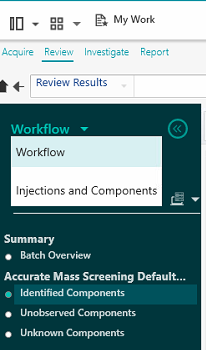 My Work
Acquire Review Investigate Report
Review Results
Workflow
Workflow
Injections and Components
Summary
Batch Overview
Accurate Mass Screening Default...
Identified Components
Unobserved Components
Unknown Components